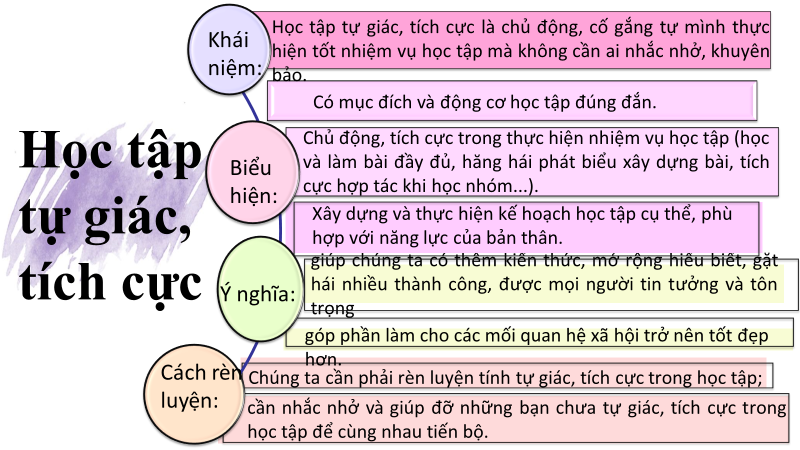 Học tập
tự giác,
tích cực
Khái
niệm:
Học tập tự giác, tích cực là chủ động, cố gắng tự mình thực
hiện tốt nhiệm vụ học tập mà không cần ai nhắc nhở, khuyên
bảo.
Biểu
hiện:
Có mục đích và động cơ học tập đúng đắn.
Chủ động, tích cực trong thực hiện nhiệm vụ học tập (học
và làm bài đầy đủ, hăng hái phát biểu xây dựng bài, tích
cực hợp tác khi học nhóm...).
Xây dựng và thực hiện kế hoạch học tập cụ thể, phù
hợp với năng lực của bản thân.
Ý nghĩa:
giúp chúng ta có thêm kiến thức, mở rộng hiểu biết, gặt
hái nhiều thành công, được mọi người tin tưởng và tôn
trọng
góp phần làm cho các mối quan hệ xã hội trở nên tốt đẹp
hơn.
Cách rèn
luyện:
Chúng ta cần phải rèn luyện tính tự giác, tích cực trong học tập;
cần nhắc nhở và giúp đỡ những bạn chưa tự giác, tích cực trong
học tập để cùng nhau tiến bộ.